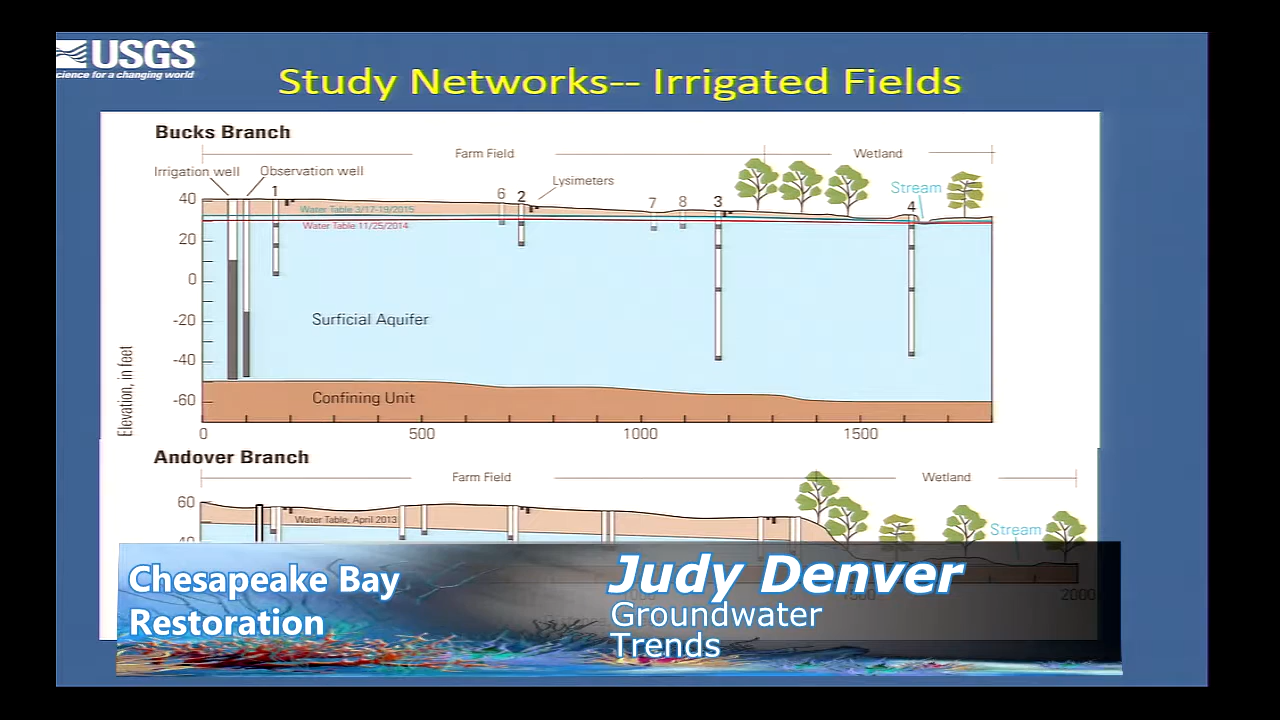 USGS
science for a changing world
Study Networks-- Irrigated Fields
Bucks Branch
Farm Field
Wetland
Irrigation well
Observation well
Lysimeters
Stream
1
6
2
7
8
3
4
40
20
0
-20
-40
-60
Elevation, in feet
Water Table 3/17-19/2015
Water Table 11/25/2014
Surficial Aquifer
Confining Unit
0
500
1000
1500
Andover Branch
Farm Field
Wetland
60
40
Water Table, April 2013
Stream
1000
1500
2000
Chesapeake Bay
Restoration
Judy Denver
Groundwater
Trends